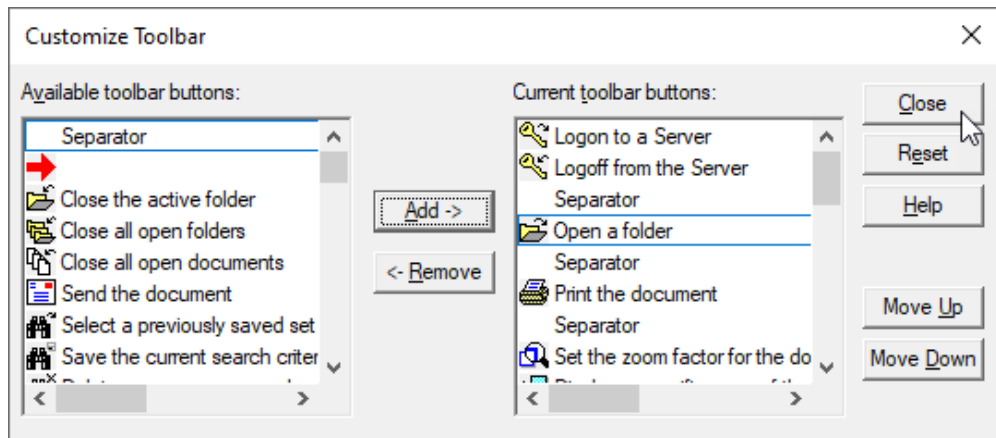 Customize Toolbar
Available toolbar buttons:
Separator
Close the active folder
Close all open folders
Close all open documents
Send the document
Select a previously saved set
Save the current search criter
Add ->
<- Remove
Current toolbar buttons:
Logon to a Server
Logoff from the Server
Separator
Open a folder
Separator
Print the document
Separator
Set the zoom factor for the do
Close
Reset
Help
Move Up
Move Down